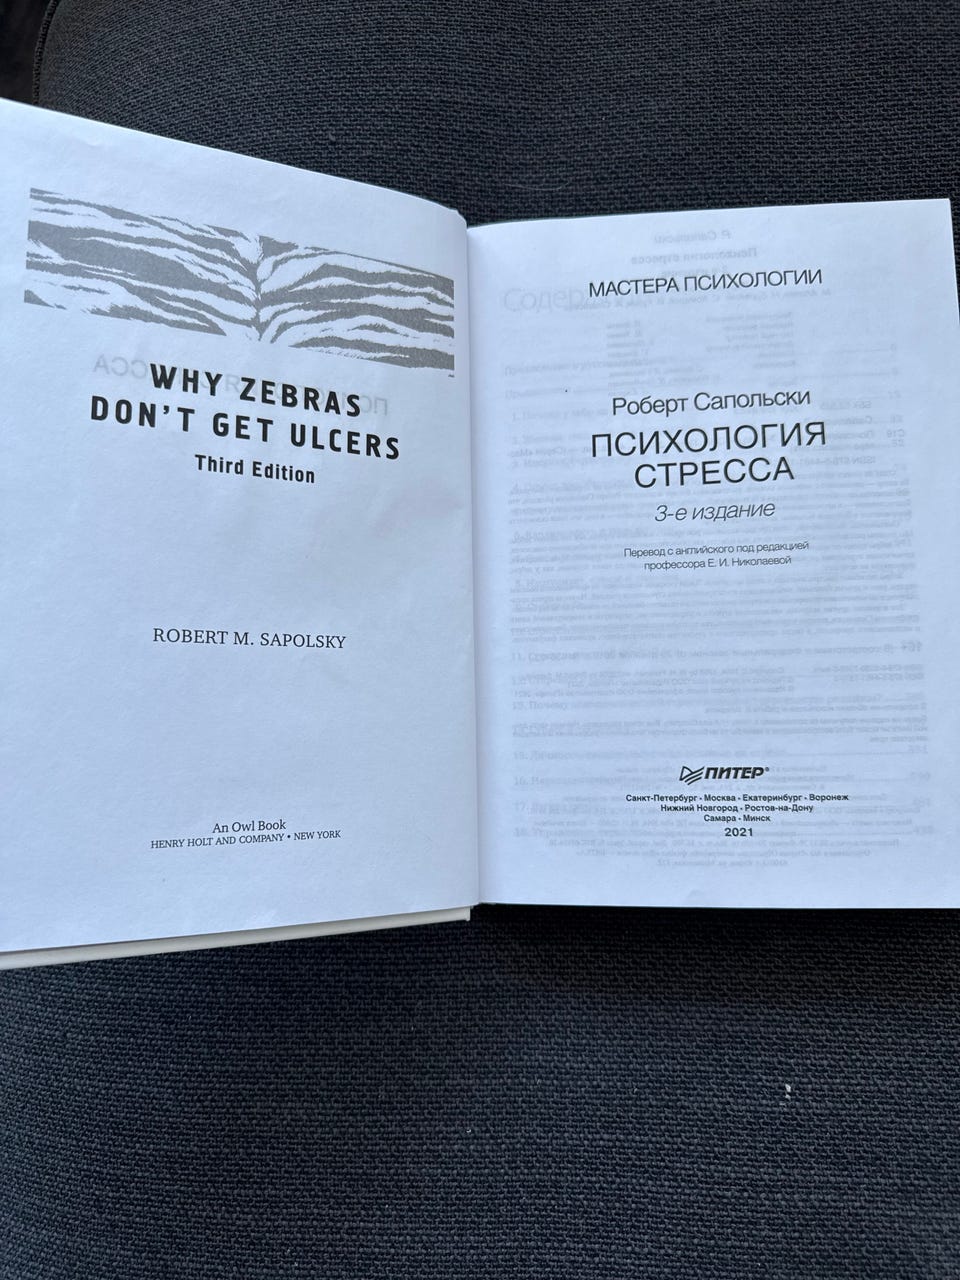 WHY ZEBRAS
DON'T GET ULCERS
Third Edition
ROBERT M. SAPOLSKY
An Owl Book
HENRY HOLT AND COMPANY • NEW YORK
МАСТЕРА ПСИХОЛОГИИ
Роберт Сапольски
ПСИХОЛОГИЯ
СТРЕССА
3-е издание
Перевод с английского под редакцией
профессора Е. И. Николаевой
ПИТЕР®
Санкт-Петербург • Москва • Екатеринбург • Воронеж
Нижний Новгород • Ростов-на-Дону
Самара • Минск
2021